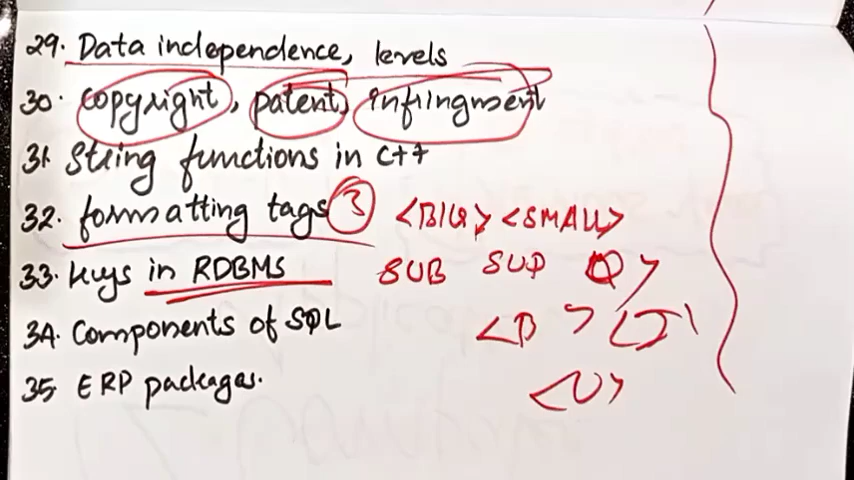 29. Data independence, levels
30. Copyright, patent, infringment
31. String functions in C++
32. formatting tags 3 <BIG> <SMALL>
33. Keys in RDBMS SUB SUP Q>
34. Components of SQL <B > <I\
35. ERP packages.
<U>